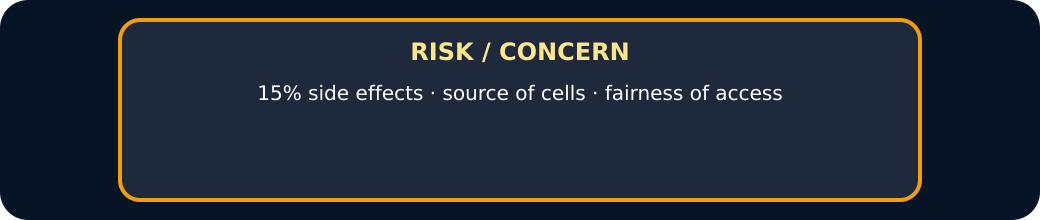 RISK / CONCERN
15% side effects · source of cells · fairness of access